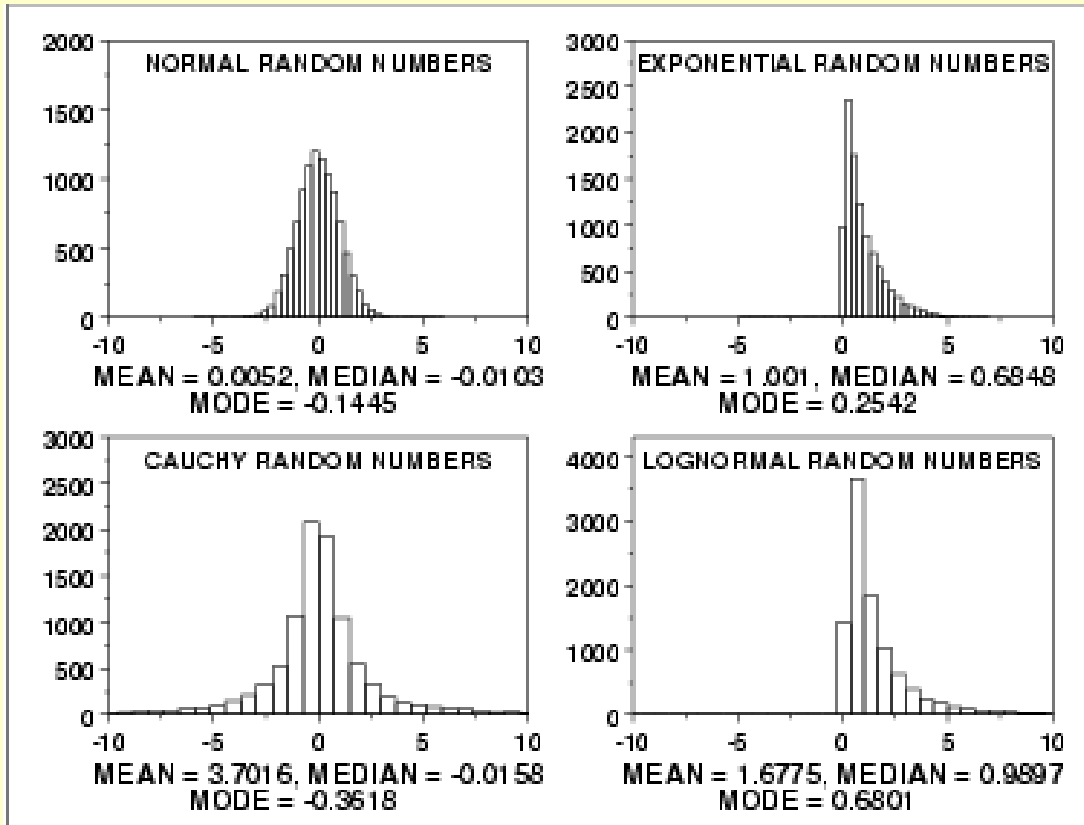 NORMAL RANDOM NUMBERS
2000
1500
1000
500
0
-10 -5 0 5 10
MEAN = 0.0052, MEDIAN = -0.0103
MODE = -0.1445
EXPONENTIAL RANDOM NUMBERS
3000
2500
2000
1500
1000
500
0
-10 -5 0 5 10
MEAN = 1.001, MEDIAN = 0.6848
MODE = 0.2542
CAUCHY RANDOM NUMBERS
3000
2500
2000
1500
1000
500
0
-10 -5 0 5 10
MEAN = 3.7016, MEDIAN = -0.0158
MODE = -0.3618
LOGNORMAL RANDOM NUMBERS
4000
3000
2000
1000
0
-10 -5 0 5 10
MEAN = 1.6775, MEDIAN = 0.9897
MODE = 0.6801